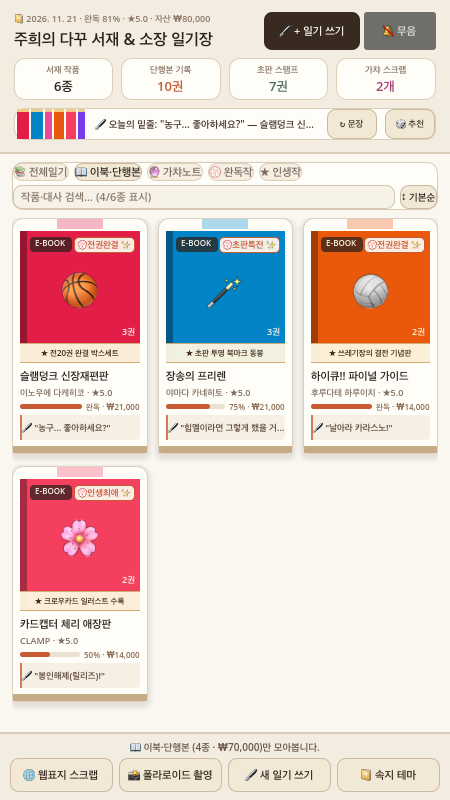 2026. 11. 21 · 완독 81% · ★5.0 · 자산 ₩80,000
주희의 다꾸 서재 & 소장 일기장
+ 일기 쓰기
무음
서재 작품
6종
단행본 기록
10권
초판 스탬프
7권
가챠 스크랩
2개
오늘의 밑줄: "농구... 좋아하세요?" — 슬램덩크 신...
↻ 문장
추천
전체일기
이북·단행본
가챠노트
완독작
★ 인생작
작품·대사 검색... (4/6종 표시)
↕ 기본순
E-BOOK
전권완결
3권
★ 전20권 완결 박스세트
슬램덩크 신장재편판
이노우에 다케히코 · ★5.0
완독 · ₩21,000
"농구... 좋아하세요?"
E-BOOK
초판특전
3권
★ 초판 투명 북마크 동봉
장송의 프리렌
야마다 카네히토 · ★5.0
75% · ₩21,000
"힘멜이라면 그렇게 했을 거...
E-BOOK
전권완결
2권
★ 쓰레기장의 결전 기념판
하이큐!! 파이널 가이드
후루다테 하루이치 · ★5.0
완독 · ₩14,000
"날아라 카라스노!"
E-BOOK
인생최애
2권
★ 크로우카드 일러스트 수록
카드캡터 체리 애장판
CLAMP · ★5.0
50% · ₩14,000
"봉인해제(릴리즈)!"
이북·단행본 (4종 · ₩70,000)만 모아봅니다.
웹표지 스크랩
폴라로이드 촬영
새 일기 쓰기
속지 테마